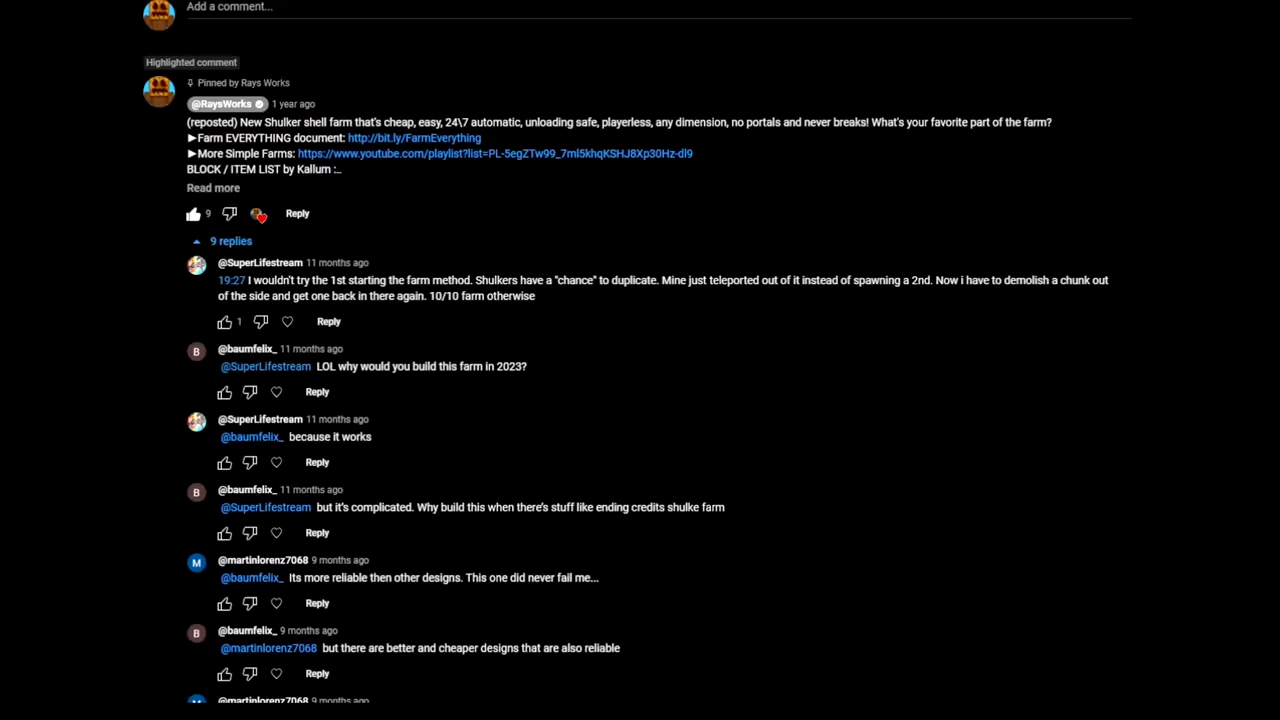 Add a comment...
Highlighted comment
Pinned by Rays Works
@RaysWorks 1 year ago
(reposted) New Shulker shell farm that's cheap, easy, 24\7 automatic, unloading safe, playerless, any dimension, no portals and never breaks! What's your favorite part of the farm?
►Farm EVERYTHING document: http://bit.ly/FarmEverything
►More Simple Farms: https://www.youtube.com/playlist?list=PL-5egZTw99_7ml5khqKSHJ8Xp30Hz-dl9
BLOCK / ITEM LIST by Kallum :_
Read more
9 Reply
9 replies
@SuperLifestream 11 months ago
19:27 I wouldn't try the 1st starting the farm method. Shulkers have a "chance" to duplicate. Mine just teleported out of it instead of spawning a 2nd. Now i have to demolish a chunk out
of the side and get one back in there again. 10/10 farm otherwise
1 Reply
B @baumfelix_ 11 months ago
@SuperLifestream LOL why would you build this farm in 2023?
Reply
@SuperLifestream 11 months ago
@baumfelix_ because it works
Reply
B @baumfelix_ 11 months ago
@SuperLifestream but it's complicated. Why build this when there's stuff like ending credits shulke farm
Reply
M @martinlorenz7068 9 months ago
@baumfelix_ Its more reliable then other designs. This one did never fail me...
Reply
B @baumfelix_ 9 months ago
@martinlorenz7068 but there are better and cheaper designs that are also reliable
Reply
@martinlorenz7068 9 months ago